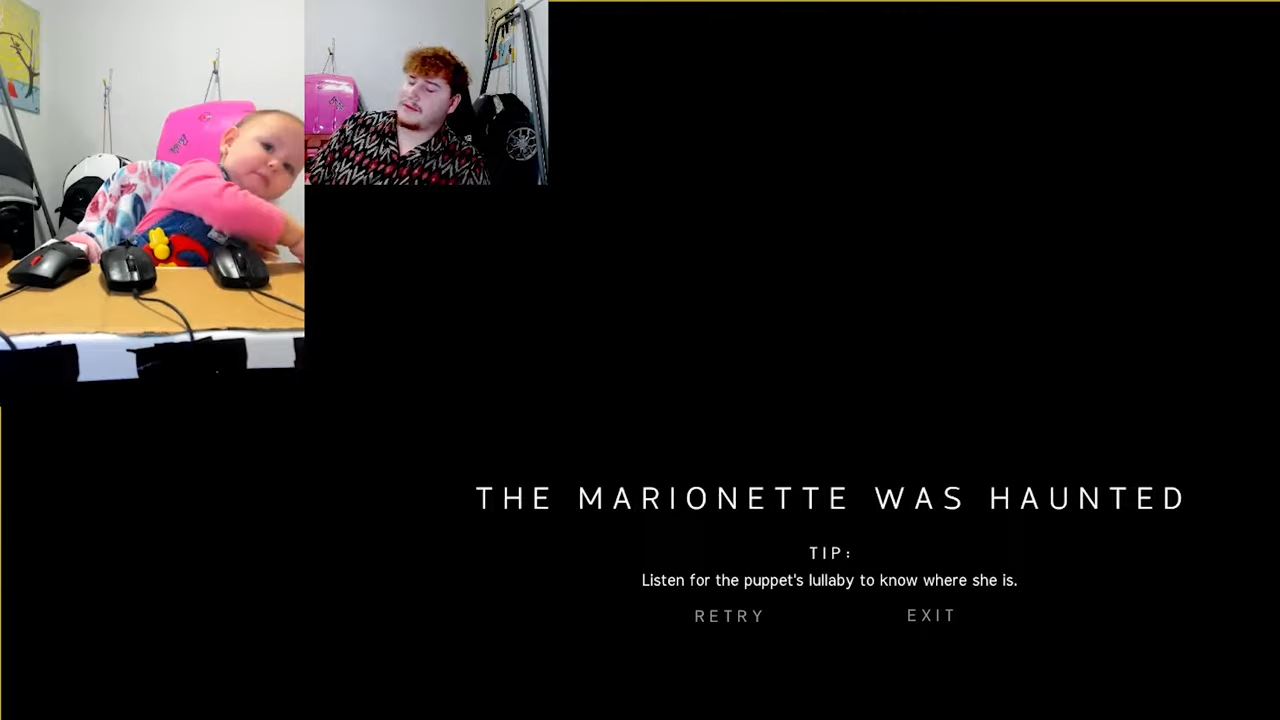 THE MARIONETTE WAS HAUNTED
TIP:
Listen for the puppet's lullaby to know where she is.
RETRY EXIT